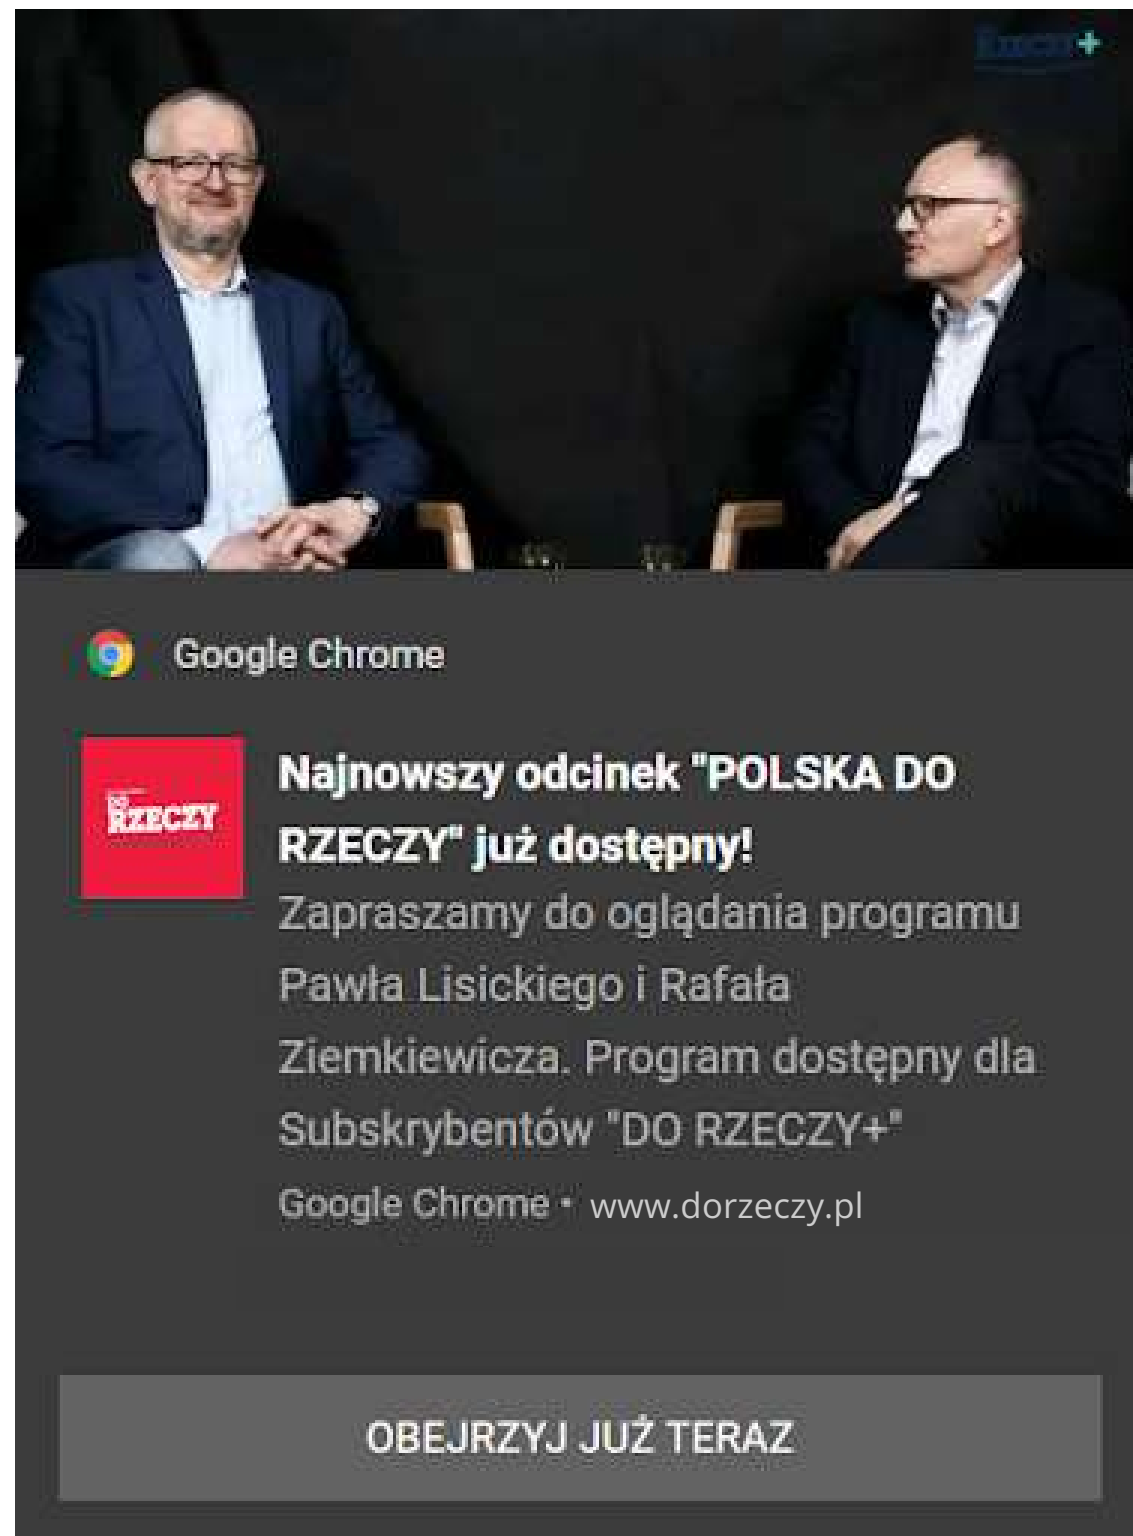 Google Chrome
DO
RZECZY
Najnowszy odcinek "POLSKA DO
RZECZY" już dostępny!
Zapraszamy do oglądania programu
Pawła Lisickiego i Rafała
Ziemkiewicza. Program dostępny dla
Subskrybentów "DO RZECZY+"
Google Chrome • www.dorzeczy.pl
OBEJRZYJ JUŻ TERAZ